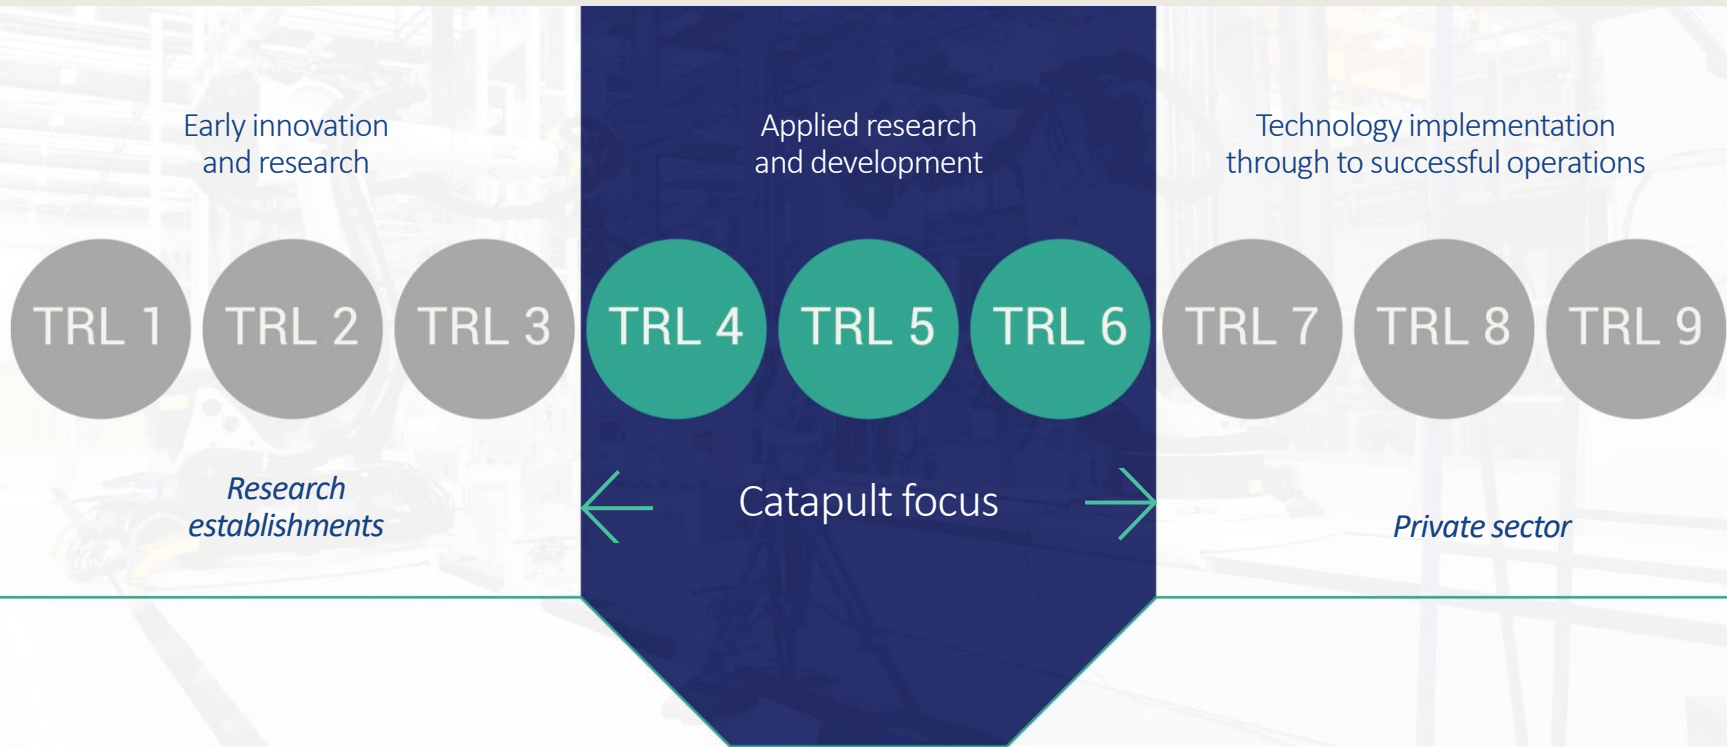 Early innovation
and research
Applied research
and development
Technology implementation
through to successful operations
TRL 1
TRL 2
TRL 3
TRL 4
TRL 5
TRL 6
TRL 7
TRL 8
TRL 9
Research
establishments
Catapult focus
Private sector